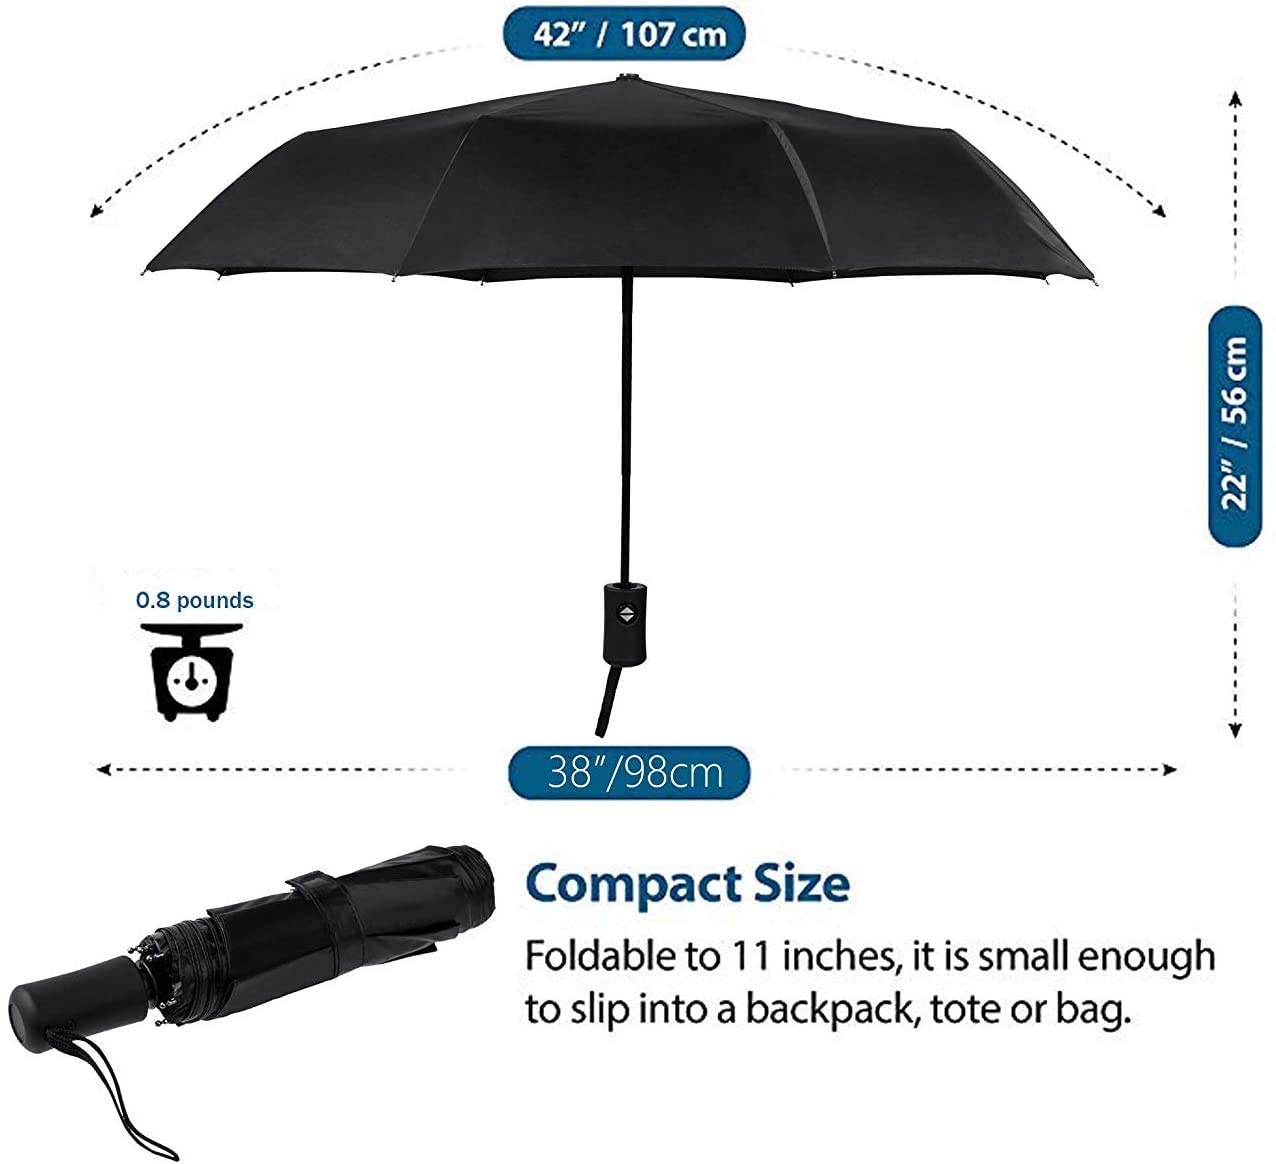 42” / 107 cm
22” / 56 cm
0.8 pounds
38”/98cm
Compact Size
Foldable to 11 inches, it is small enough
to slip into a backpack, tote or bag.